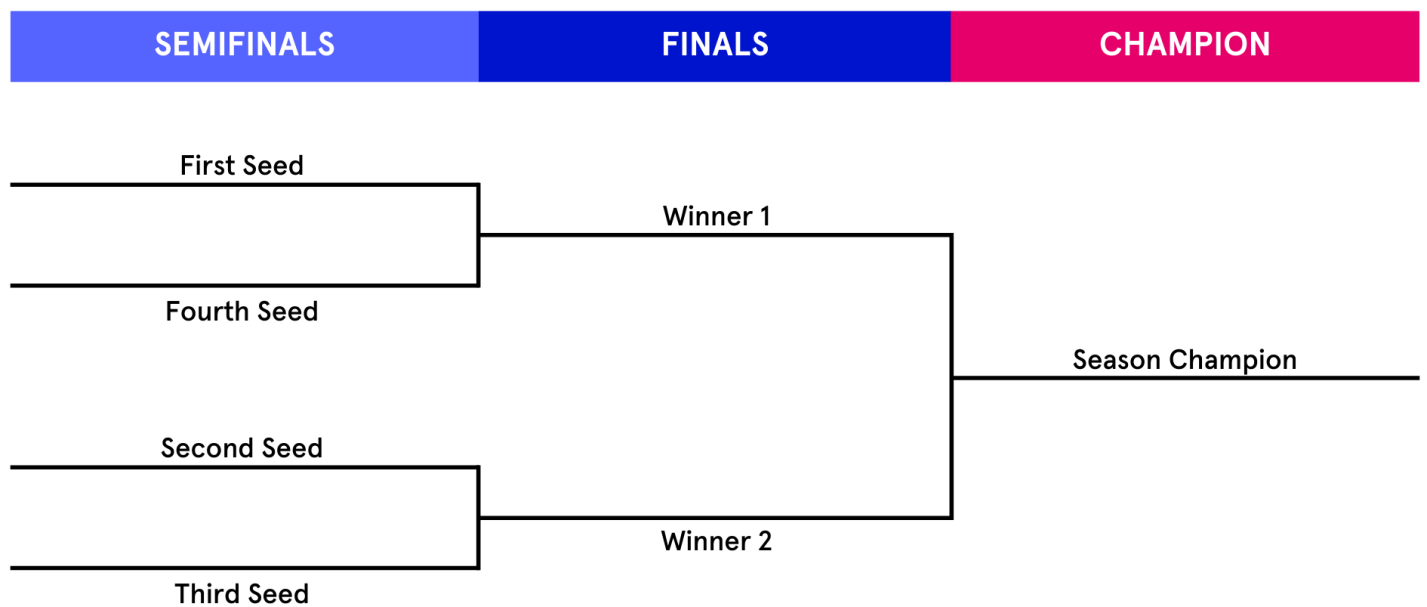 SEMIFINALS FINALS CHAMPION
First Seed
Winner 1
Fourth Seed
Season Champion
Second Seed
Winner 2
Third Seed